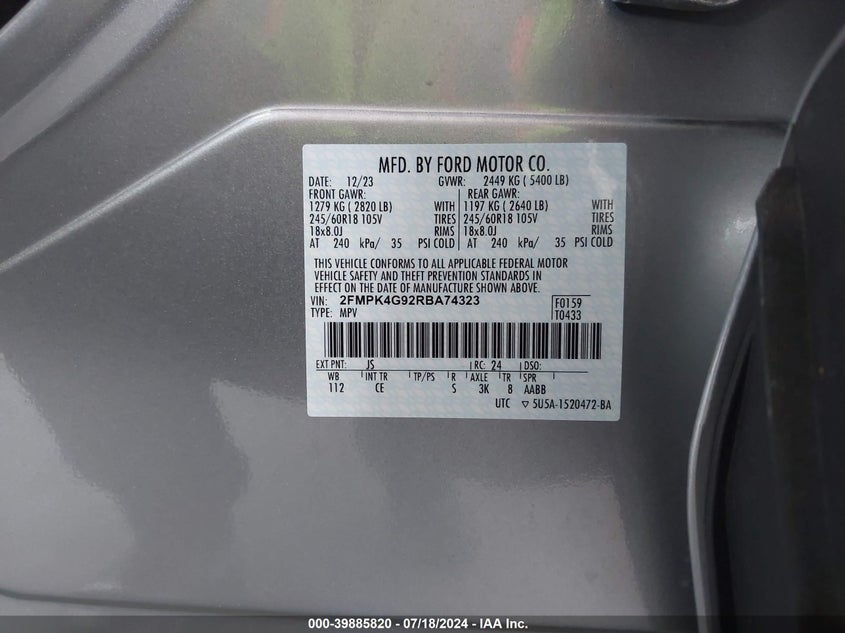 MFD. BY FORD MOTOR CO.
DATE: 12/23 GVWR: 2449 KG ( 5400 LB)
FRONT GAWR: REAR GAWR:
1279 KG ( 2820 LB) WITH 1197 KG ( 2640 LB) WITH
245/60R18 105V TIRES 245/60R18 105V TIRES
18x8.0J RIMS 18x8.0J RIMS
AT 240 kPa/ 35 PSI COLD AT 240 kPa/ 35 PSI COLD
THIS VEHICLE CONFORMS TO ALL APPLICABLE FEDERAL MOTOR
VEHICLE SAFETY AND THEFT PREVENTION STANDARDS IN
EFFECT ON THE DATE OF MANUFACTURE SHOWN ABOVE.
VIN: 2FMPK4G92RBA74323 F0159
TYPE: MPV T0433
EXT PNT: JS RC: 24 DSO:
WB INT TR TP/PS R AXLE TR SPR
112 CE S 3K 8 AABB
UTC ▽ 5U5A-1520472-BA
000-39885820 / 07/18/2024 - IAA Inc.